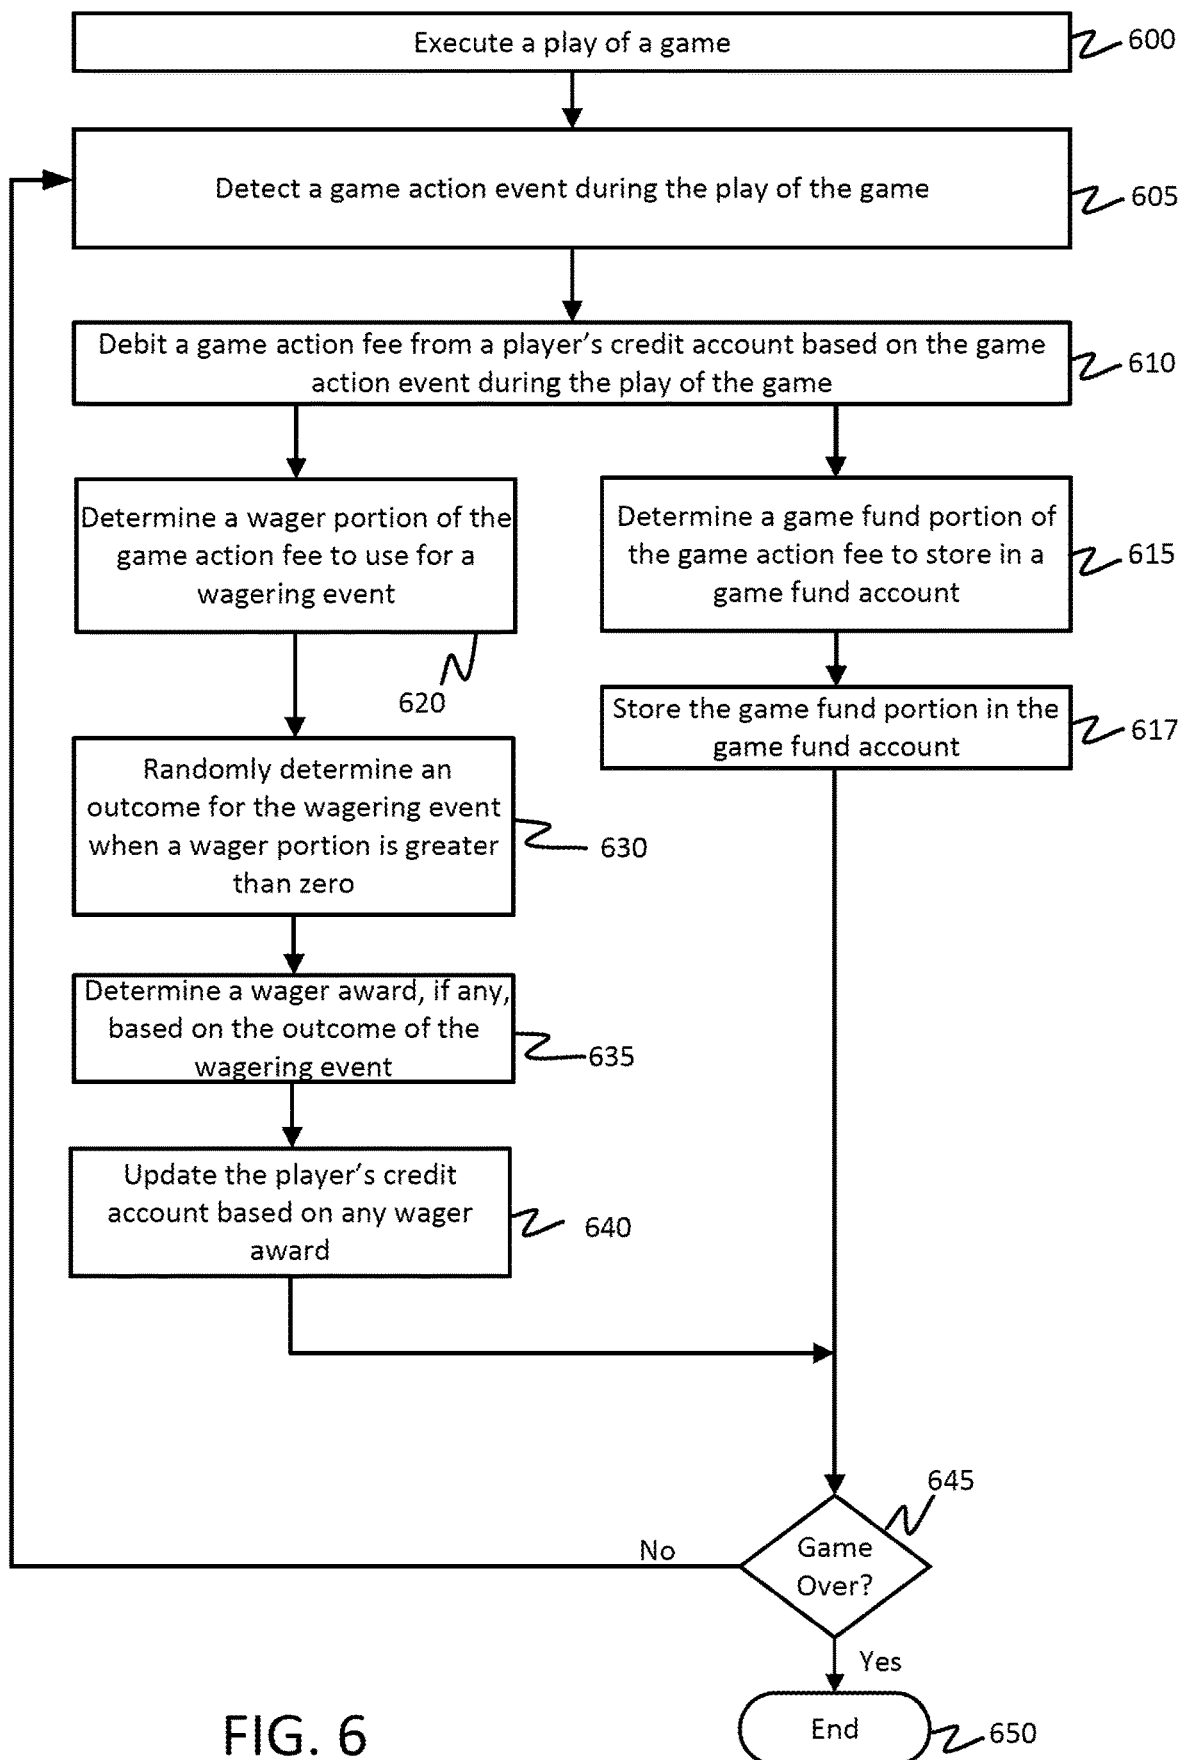 Execute a play of a game
600
Detect a game action event during the play of the game
605
Debit a game action fee from a player’s credit account based on the game
action event during the play of the game
610
Determine a wager portion of the
game action fee to use for a
wagering event
620
Determine a game fund portion of
the game action fee to store in a
game fund account
615
Store the game fund portion in the
game fund account
617
Randomly determine an
outcome for the wagering event
when a wager portion is greater
than zero
630
Determine a wager award, if any,
based on the outcome of the
wagering event
635
Update the player’s credit
account based on any wager
award
640
645
Game
Over?
No
Yes
End
650
FIG. 6